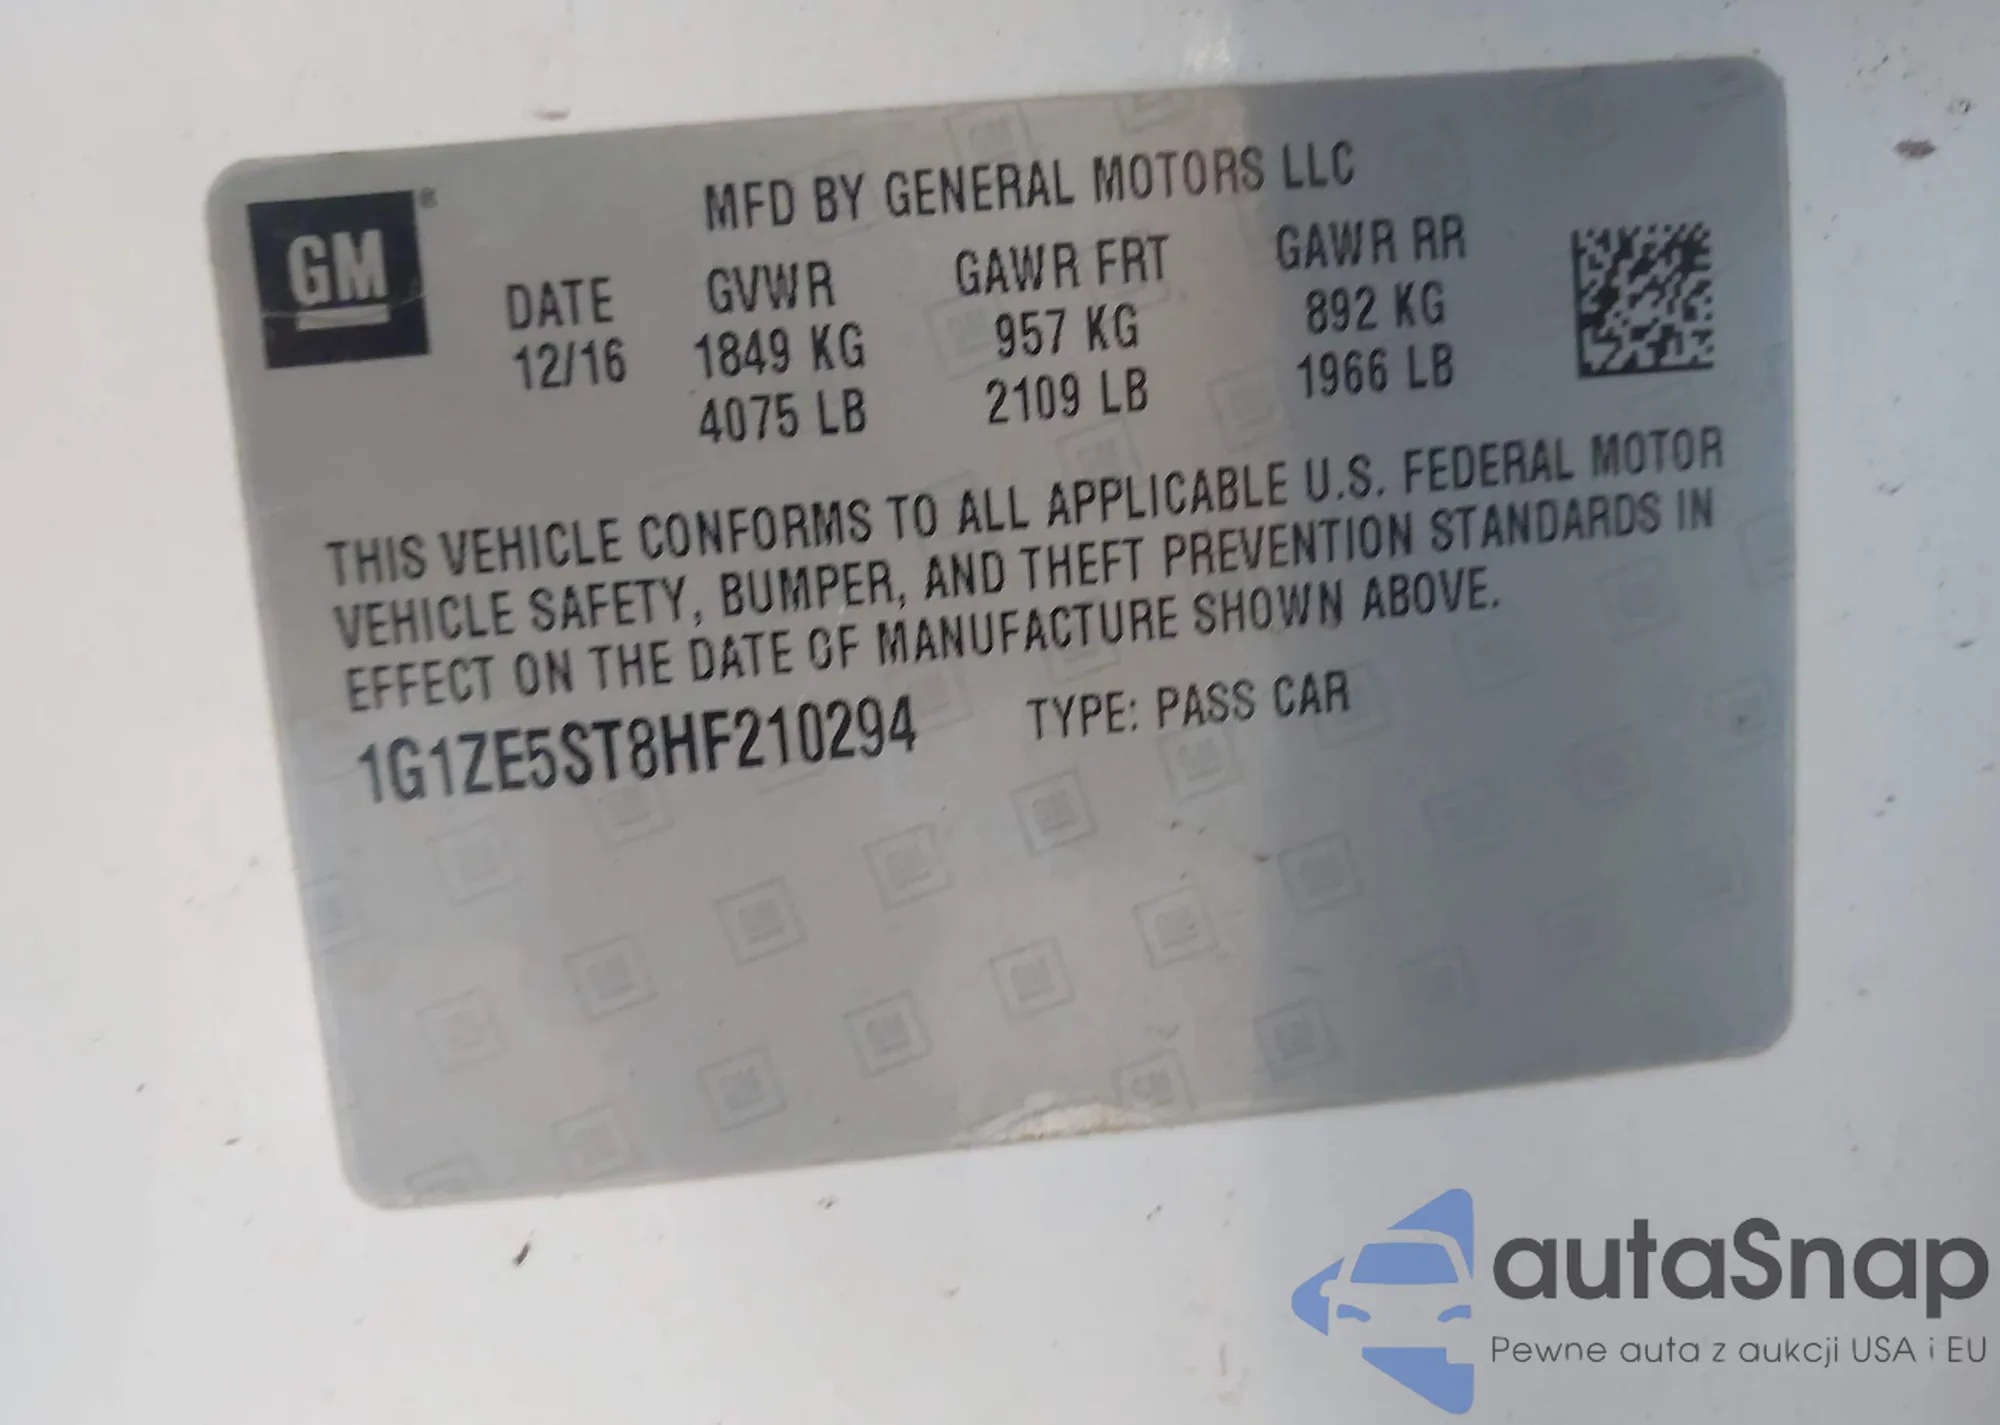 GM®
MFD BY GENERAL MOTORS LLC
DATE GVWR GAWR FRT GAWR RR
12/16 1849 KG 957 KG 892 KG
4075 LB 2109 LB 1966 LB
THIS VEHICLE CONFORMS TO ALL APPLICABLE U.S. FEDERAL MOTOR
VEHICLE SAFETY, BUMPER, AND THEFT PREVENTION STANDARDS IN
EFFECT ON THE DATE OF MANUFACTURE SHOWN ABOVE.
1G1ZE5ST8HF210294 TYPE: PASS CAR
autaSnap
Pewne auta z aukcji USA i EU